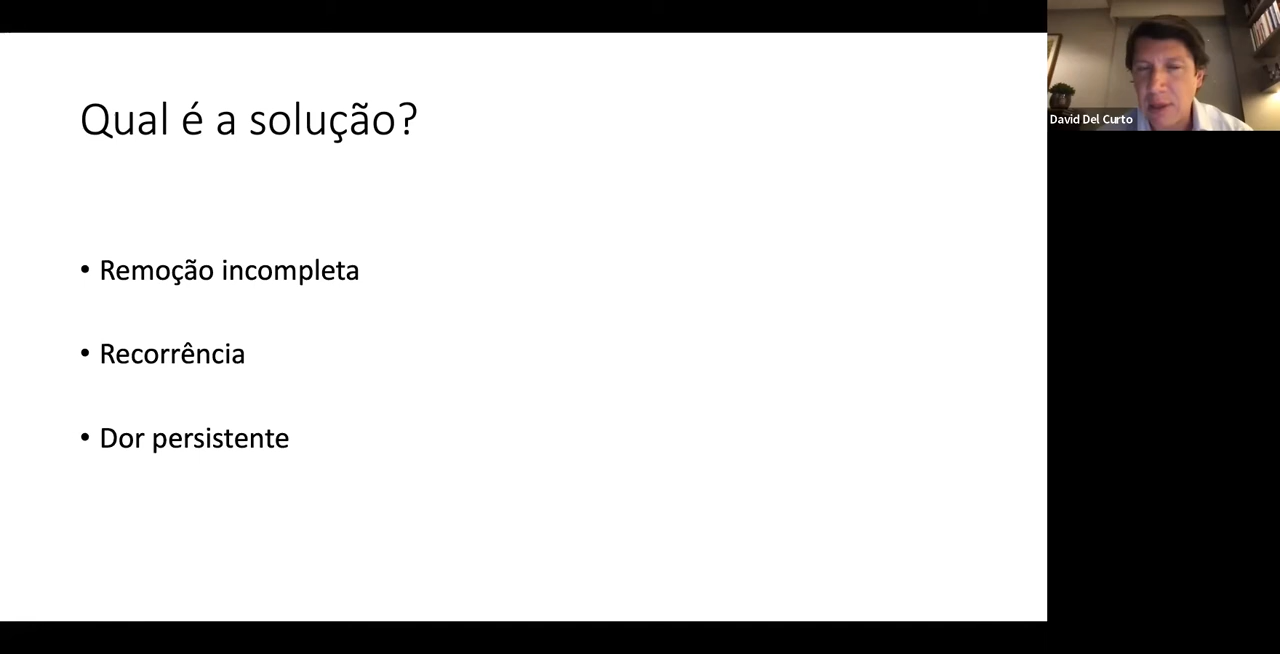 Qual é a solução?
• Remoção incompleta
• Recorrência
• Dor persistente
David Del Curto